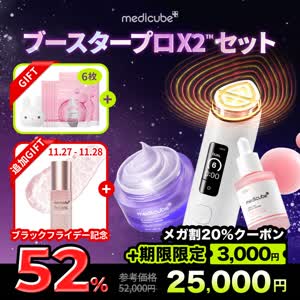 medicube
ブースタープロX2™セット
GIFT
6枚
追加GIFT
11.27 - 11.28
ブラックフライデー記念
medicube
medicube
メガ割20%クーポン
+期限限定 3,000円
52%
参考価格
52,000円
25,000円